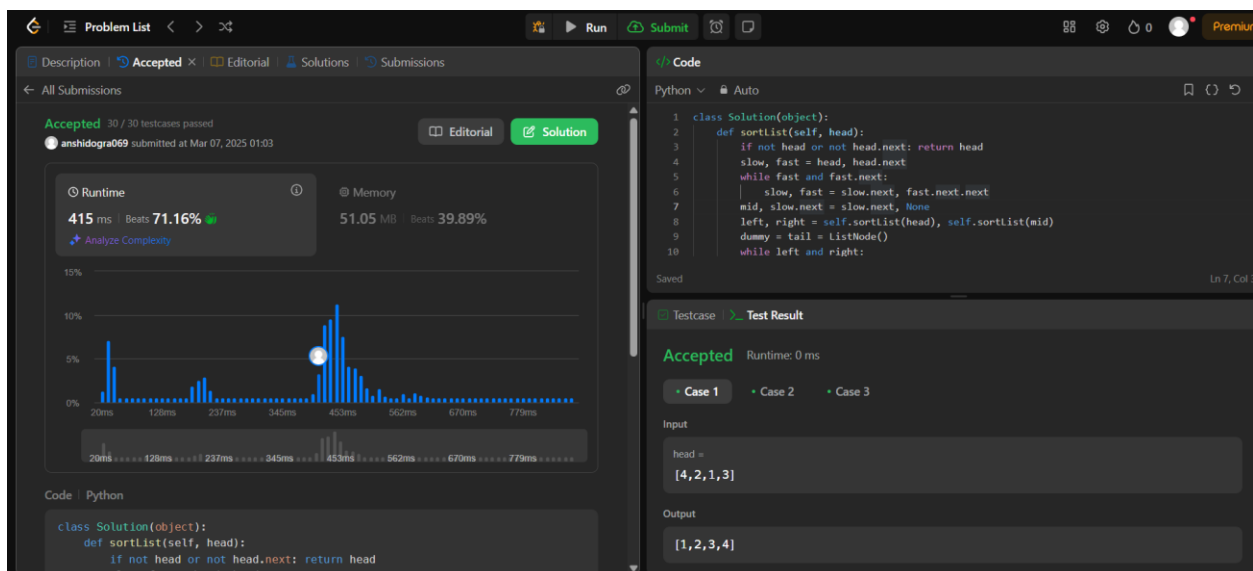 Problem List
Run
Submit
0
Premium
Description
Accepted
Editorial
Solutions
Submissions
All Submissions
Accepted 30 / 30 testcases passed
anshidogra069 submitted at Mar 07, 2025 01:03
Editorial
Solution
Runtime
415 ms Beats 71.16%
Analyze Complexity
Memory
51.05 MB Beats 39.89%
15%
10%
5%
0%
20ms 128ms 237ms 345ms 453ms 562ms 670ms 779ms
20ms 128ms 237ms 345ms 453ms 562ms 670ms 779ms
Code Python
class Solution(object):
def sortList(self, head):
if not head or not head.next: return head
</> Code
Python Auto
1 class Solution(object):
2 def sortList(self, head):
3 if not head or not head.next: return head
4 slow, fast = head, head.next
5 while fast and fast.next:
6 slow, fast = slow.next, fast.next.next
7 mid, slow.next = slow.next, None
8 left, right = self.sortList(head), self.sortList(mid)
9 dummy = tail = ListNode()
10 while left and right:
Saved
Ln 7, Col
Testcase
>_ Test Result
Accepted Runtime: 0 ms
Case 1
Case 2
Case 3
Input
head =
[4,2,1,3]
Output
[1,2,3,4]